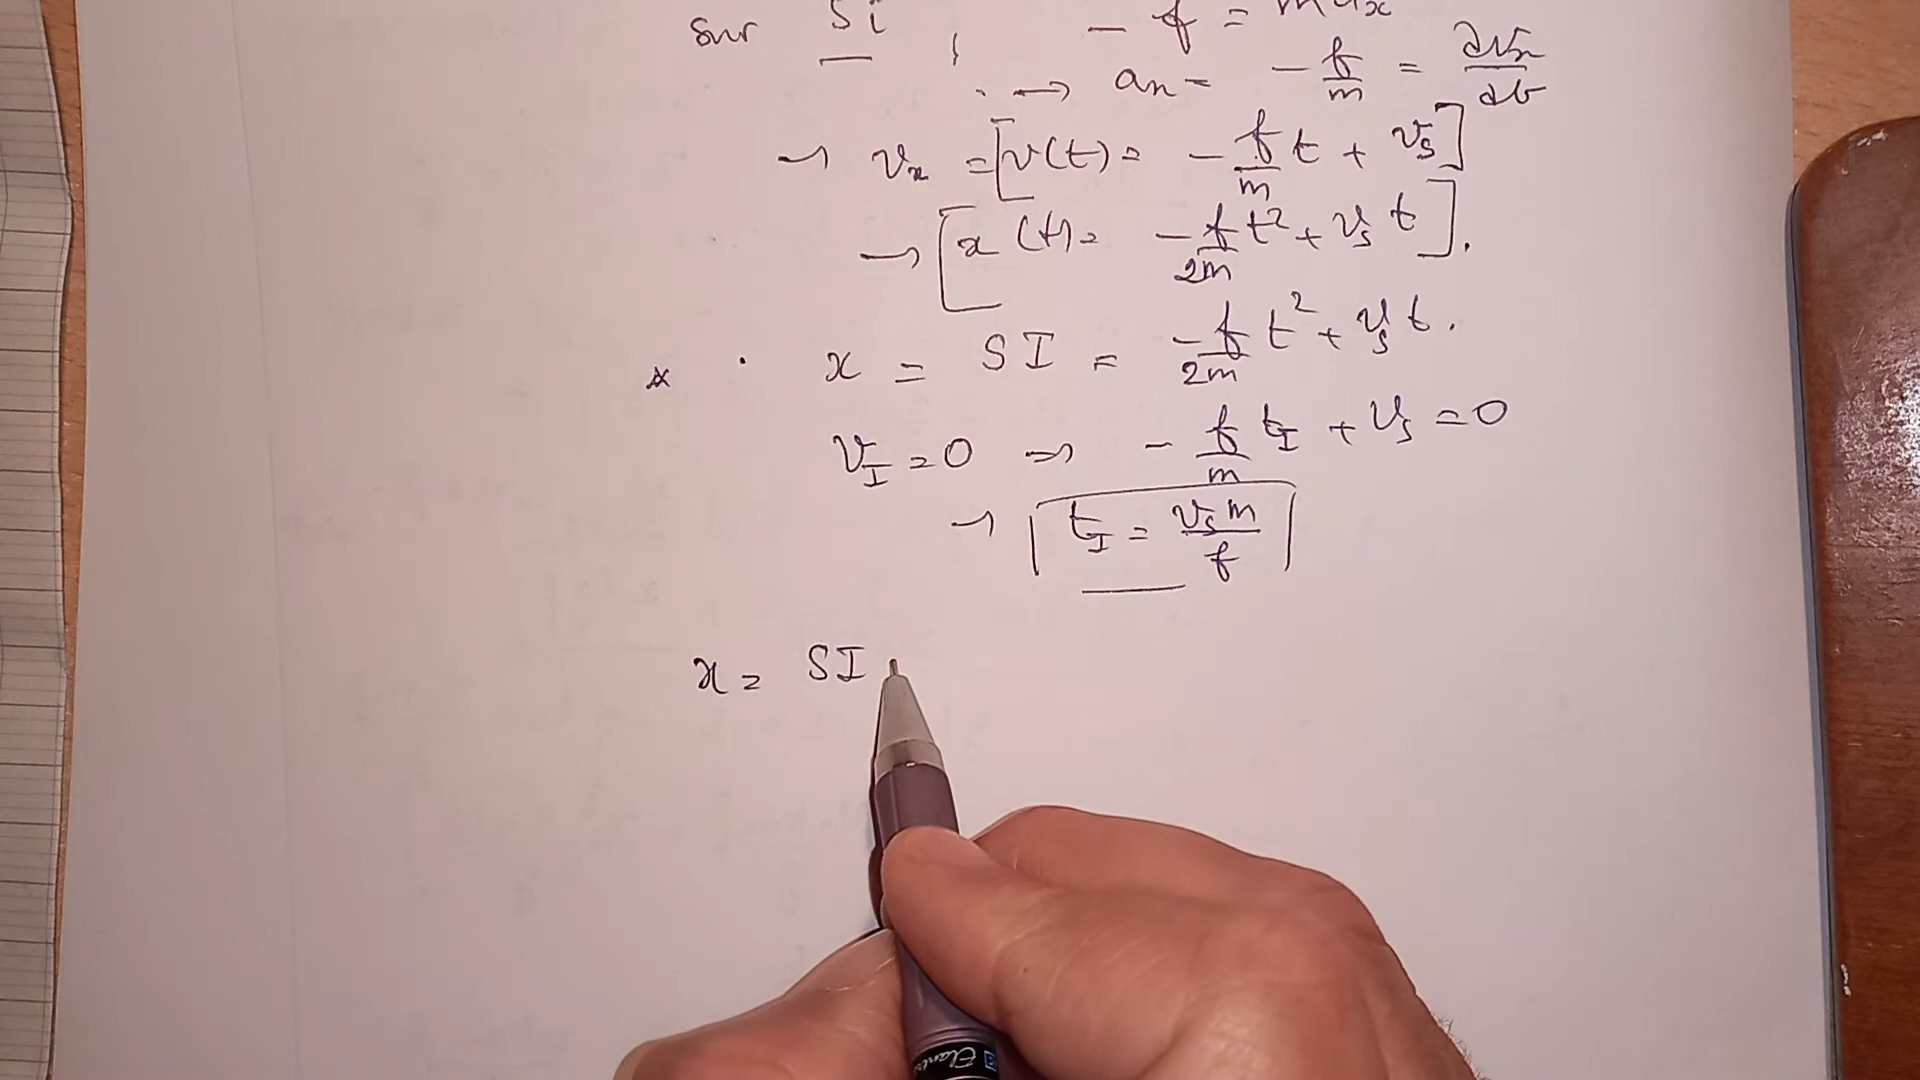 Sur Si , - f = m ax
. → ax = - f/m = dvx/dt
→ vx = [v(t) = - f/m t + vS]
→ [x(t) = - f/2m t² + vS t].
* . x = SI = - f/2m t² + vS t.
vI = 0 → - f/m tI + vS = 0
→ tI = vS m/f
x = SI